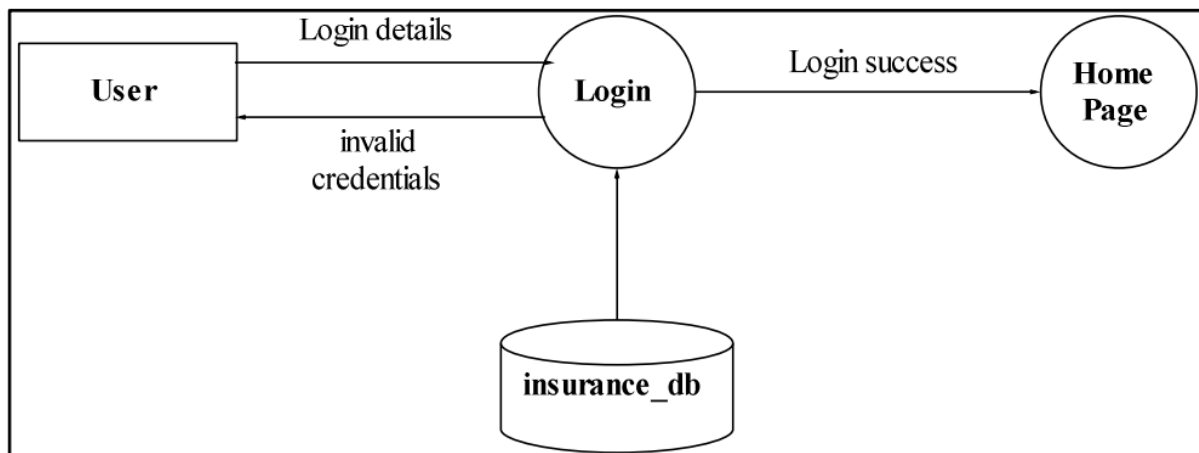 Login details
User
Login
Login success
Home
Page
invalid
credentials
insurance_db